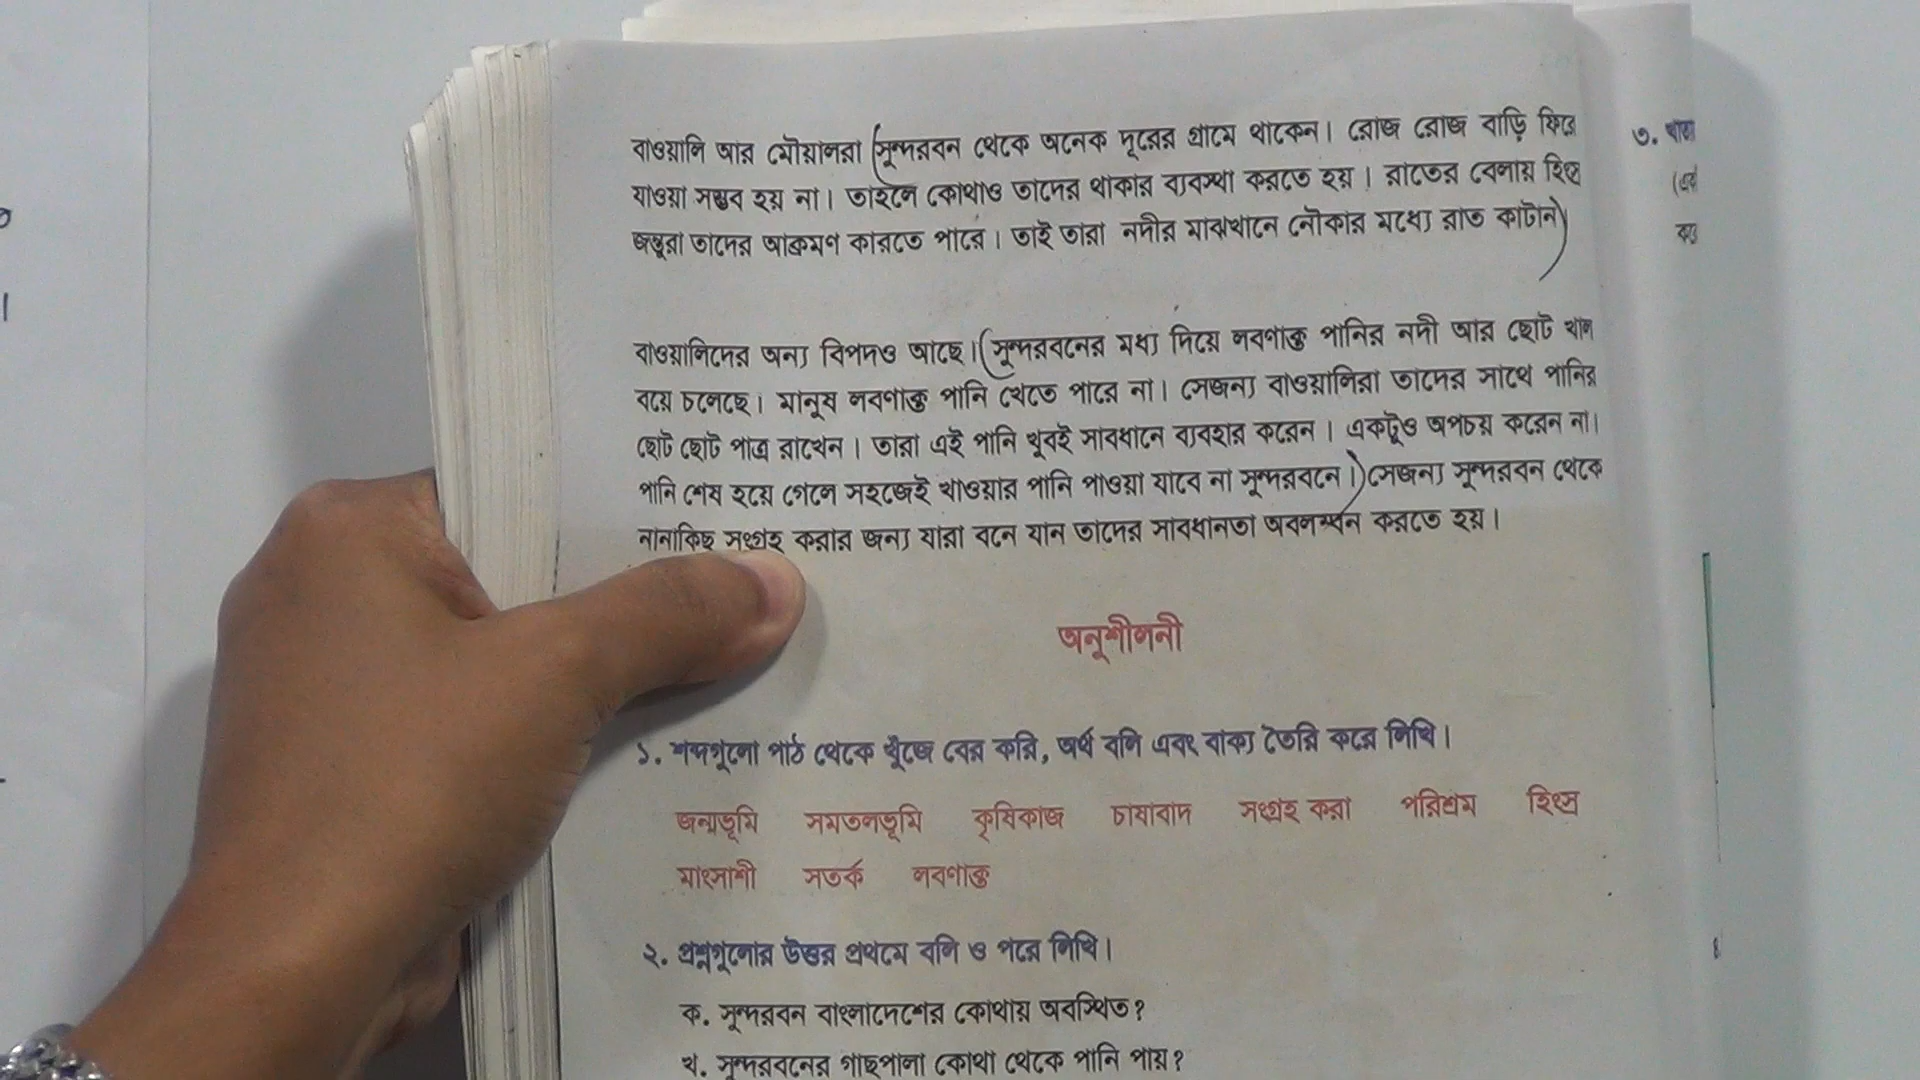 বাওয়ালি আর মৌয়ালরা সুন্দরবন থেকে অনেক দূরের গ্রামে থাকেন। রোজ রোজ বাড়ি ফিরে
যাওয়া সম্ভব হয় না। তাহলে কোথাও তাদের থাকার ব্যবস্থা করতে হয়। রাতের বেলায় হিংস্র
জন্তুরা তাদের আক্রমণ কারতে পারে। তাই তারা নদীর মাঝখানে নৌকার মধ্যে রাত কাটান
বাওয়ালিদের অন্য বিপদও আছে। সুন্দরবনের মধ্য দিয়ে লবণাক্ত পানির নদী আর ছোট খাল
বয়ে চলেছে। মানুষ লবণাক্ত পানি খেতে পারে না। সেজন্য বাওয়ালিরা তাদের সাথে পানির
ছোট ছোট পাত্র রাখেন। তারা এই পানি খুবই সাবধানে ব্যবহার করেন। একটুও অপচয় করেন না।
পানি শেষ হয়ে গেলে সহজেই খাওয়ার পানি পাওয়া যাবে না সুন্দরবনে। সেজন্য সুন্দরবন থেকে
নানাকিছু সংগ্রহ করার জন্য যারা বনে যান তাদের সাবধানতা অবলম্বন করতে হয়।
অনুশীলনী
১. শব্দগুলো পাঠ থেকে খুঁজে বের করি, অর্থ বলি এবং বাক্য তৈরি করে লিখি।
জন্মভূমি সমতলভূমি কৃষিকাজ চাষাবাদ সংগ্রহ করা পরিশ্রম হিংস্র
মাংসাশী সতর্ক লবণাক্ত
২. প্রশ্নগুলোর উত্তর প্রথমে বলি ও পরে লিখি।
ক. সুন্দরবন বাংলাদেশের কোথায় অবস্থিত?
খ. সুন্দরবনের গাছপালা কোথা থেকে পানি পায়?
৩.